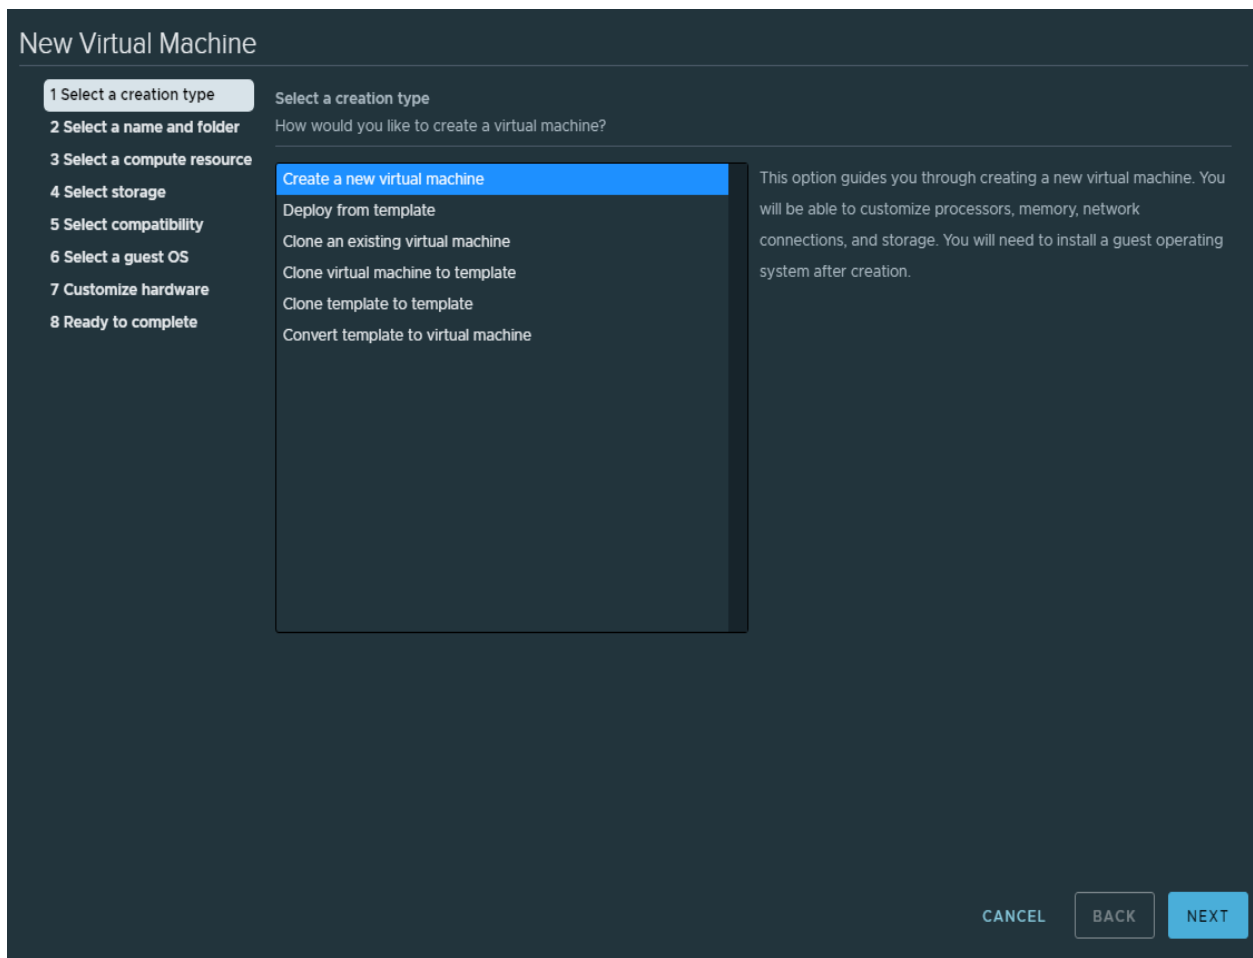 New Virtual Machine
1 Select a creation type
2 Select a name and folder
3 Select a compute resource
4 Select storage
5 Select compatibility
6 Select a guest OS
7 Customize hardware
8 Ready to complete
Select a creation type
How would you like to create a virtual machine?
Create a new virtual machine
Deploy from template
Clone an existing virtual machine
Clone virtual machine to template
Clone template to template
Convert template to virtual machine
This option guides you through creating a new virtual machine. You
will be able to customize processors, memory, network
connections, and storage. You will need to install a guest operating
system after creation.
CANCEL
BACK
NEXT